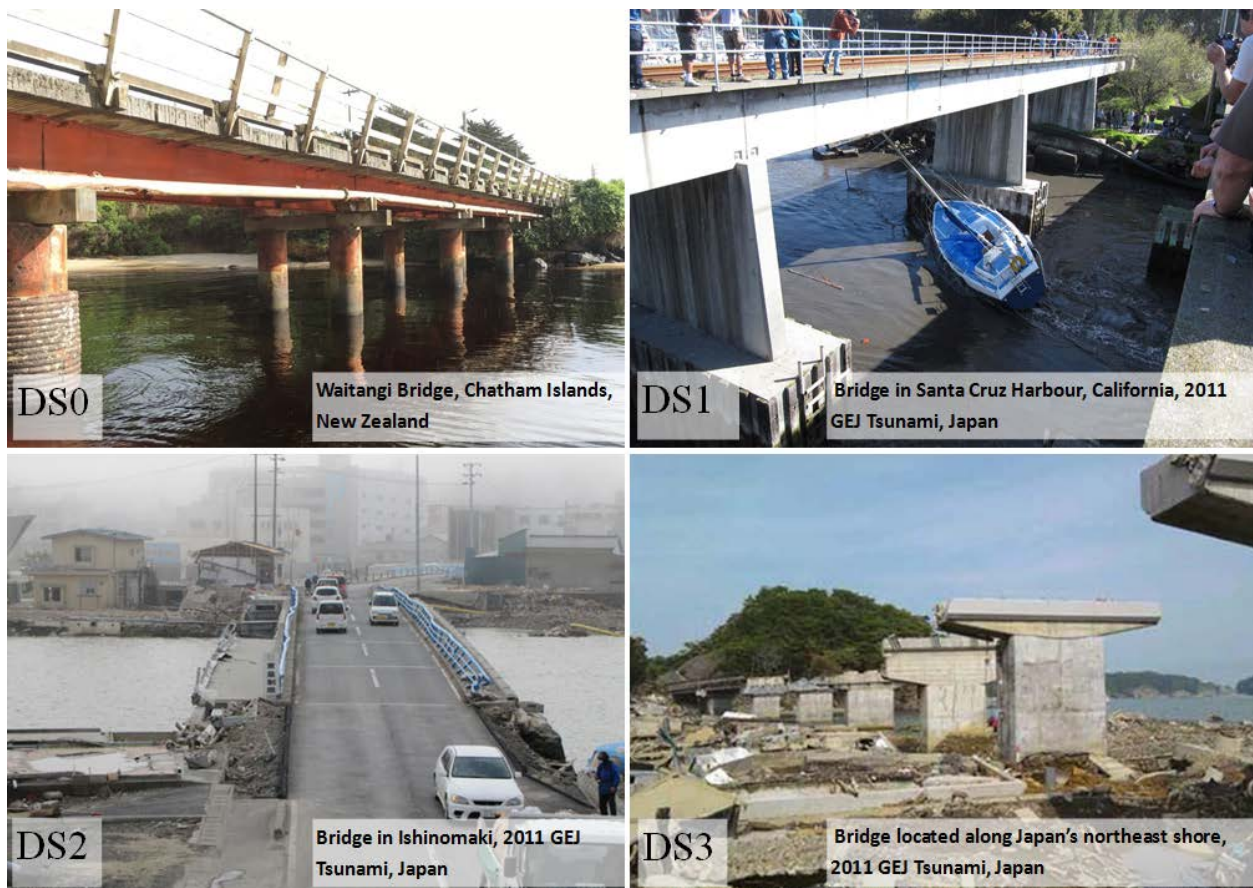 DS0
Waitangi Bridge, Chatham Islands,
New Zealand
DS1
Bridge in Santa Cruz Harbour, California, 2011
GEJ Tsunami, Japan
DS2
Bridge in Ishinomaki, 2011 GEJ
Tsunami, Japan
DS3
Bridge located along Japan's northeast shore,
2011 GEJ Tsunami, Japan